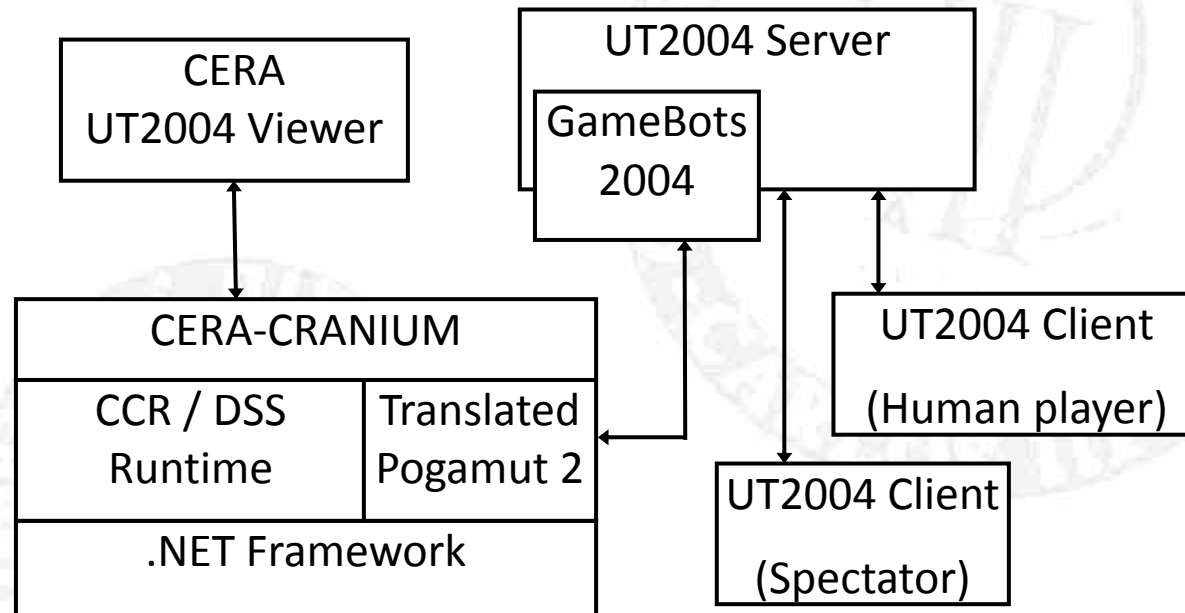 CERA
UT2004 Viewer
UT2004 Server
GameBots
2004
CERA-CRANIUM
CCR / DSS
Runtime
Translated
Pogamut 2
.NET Framework
UT2004 Client
(Human player)
UT2004 Client
(Spectator)